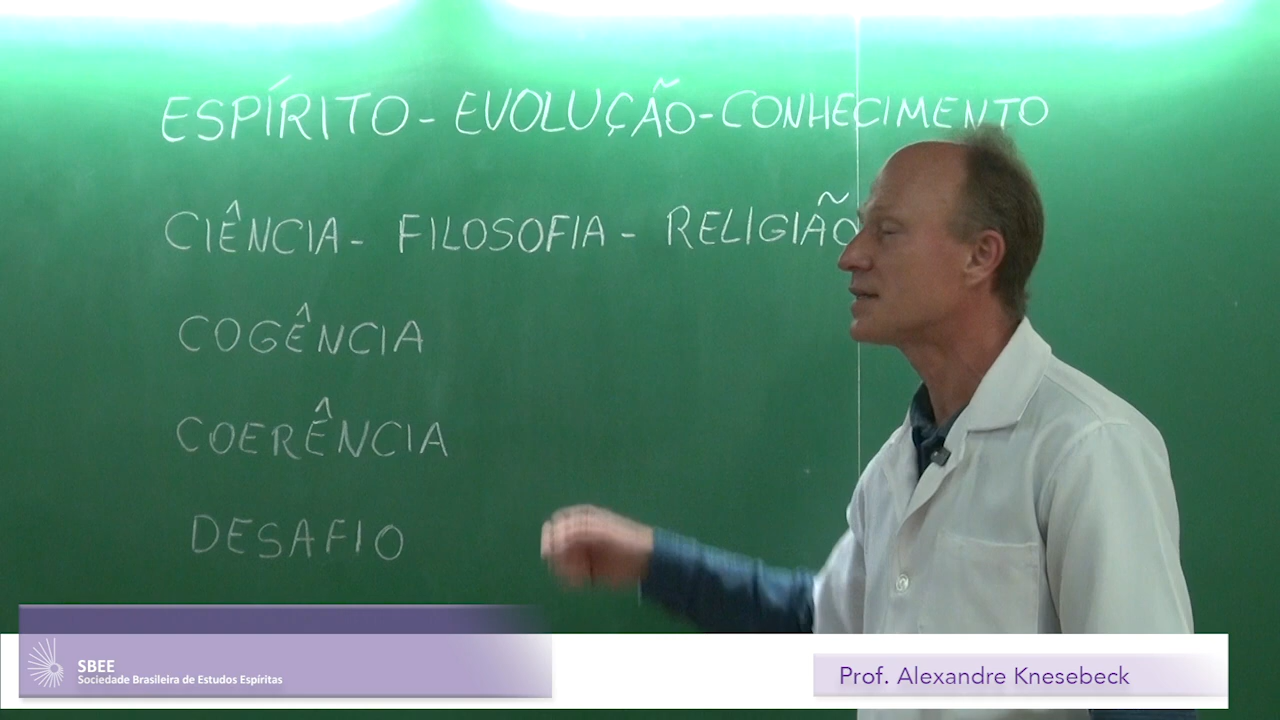 ESPÍRITO - EVOLUÇÃO - CONHECIMENTO
CIÊNCIA - FILOSOFIA - RELIGIÃO
COGÊNCIA
COERÊNCIA
DESAFIO
SBEE
Sociedade Brasileira de Estudos Espíritas
Prof. Alexandre Knesebeck